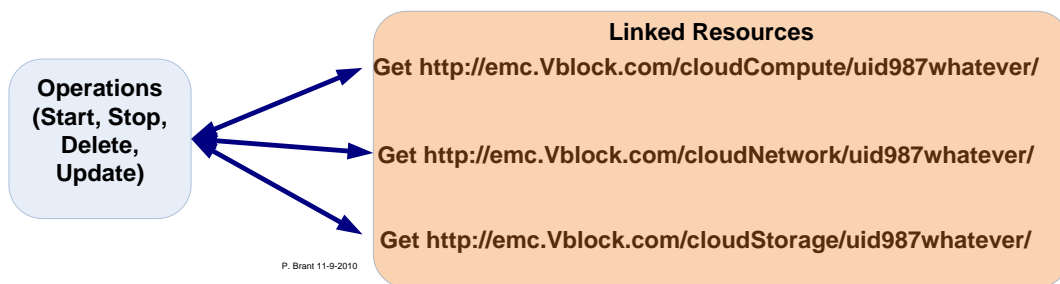 Operations
(Start, Stop,
Delete,
Update)
Linked Resources
Get http://emc.Vblock.com/cloudCompute/uid987whatever/
Get http://emc.Vblock.com/cloudNetwork/uid987whatever/
Get http://emc.Vblock.com/cloudStorage/uid987whatever/
P. Brant 11-9-2010